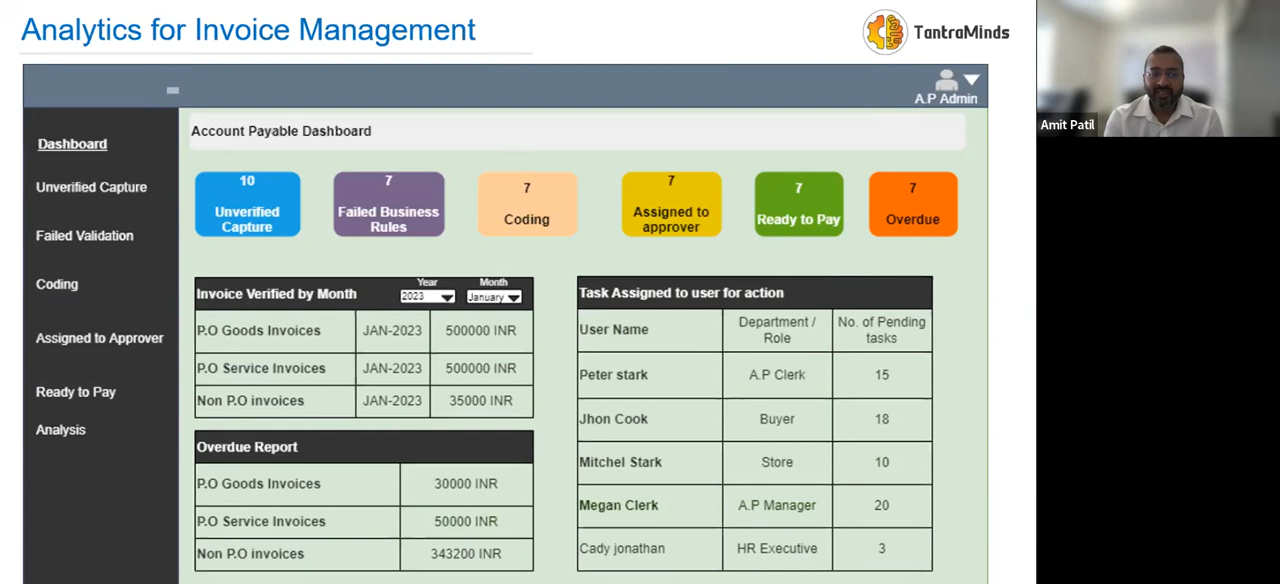 Analytics for Invoice Management
TantraMinds
Amit Patil
A.P Admin
Dashboard
Unverified Capture
Failed Validation
Coding
Assigned to Approver
Ready to Pay
Analysis
Account Payable Dashboard
10
Unverified
Capture
7
Failed Business
Rules
7
Coding
7
Assigned to
approver
7
Ready to Pay
7
Overdue
Invoice Verified by Month
Year
2023
Month
January
P.O Goods Invoices JAN-2023 500000 INR
P.O Service Invoices JAN-2023 500000 INR
Non P.O invoices JAN-2023 35000 INR
Overdue Report
P.O Goods Invoices 30000 INR
P.O Service Invoices 50000 INR
Non P.O invoices 343200 INR
Task Assigned to user for action
User Name
Department /
Role
No. of Pending
tasks
Peter stark A.P Clerk 15
Jhon Cook Buyer 18
Mitchel Stark Store 10
Megan Clerk A.P Manager 20
Cady jonathan HR Executive 3